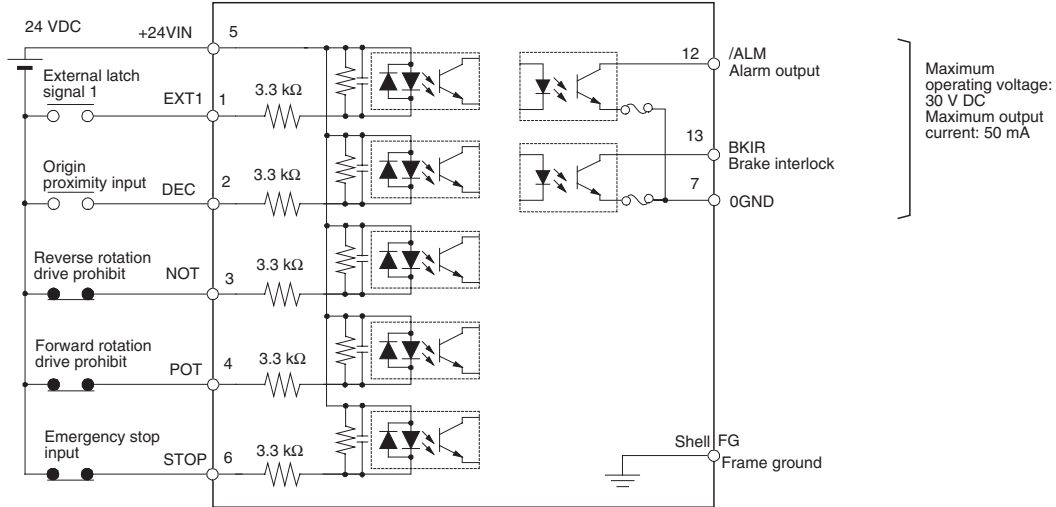 24 VDC
+24VIN
5
External latch
signal 1
EXT1
1
3.3 kΩ
Origin
proximity input
DEC
2
3.3 kΩ
Reverse rotation
drive prohibit
NOT
3
3.3 kΩ
Forward rotation
drive prohibit
POT
4
3.3 kΩ
Emergency stop
input
STOP
6
3.3 kΩ
12
/ALM
Alarm output
13
BKIR
Brake interlock
7
0GND
Maximum
operating voltage:
30 V DC
Maximum output
current: 50 mA
Shell
FG
Frame ground